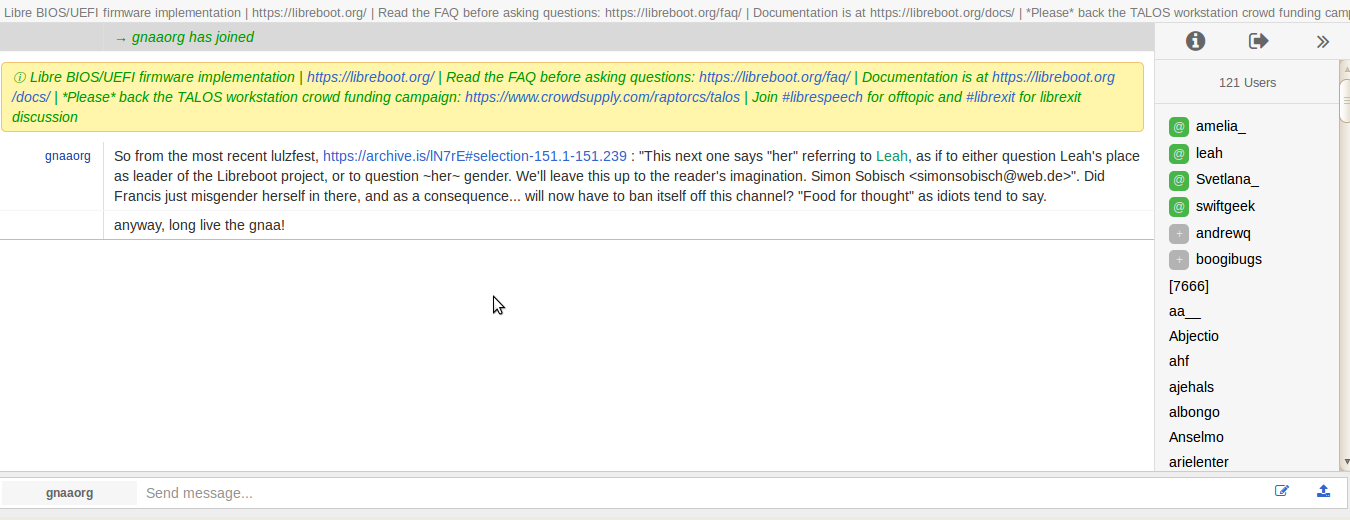 Libre BIOS/UEFI firmware implementation | https://libreboot.org/ | Read the FAQ before asking questions: https://libreboot.org/faq/ | Documentation is at https://libreboot.org/docs/ | *Please* back the TALOS workstation crowd funding camp
→ gnaaorg has joined
ⓘ Libre BIOS/UEFI firmware implementation | https://libreboot.org/ | Read the FAQ before asking questions: https://libreboot.org/faq/ | Documentation is at https://libreboot.org
/docs/ | *Please* back the TALOS workstation crowd funding campaign: https://www.crowdsupply.com/raptorcs/talos | Join #librespeech for offtopic and #librexit for librexit
discussion
gnaaorg So from the most recent lulzfest, https://archive.is/lN7rE#selection-151.1-151.239 : "This next one says "her" referring to Leah, as if to either question Leah's place
as leader of the Libreboot project, or to question ~her~ gender. We'll leave this up to the reader's imagination. Simon Sobisch <simonsobisch@web.de>". Did
Francis just misgender herself in there, and as a consequence... will now have to ban itself off this channel? "Food for thought" as idiots tend to say.
anyway, long live the gnaa!
121 Users
@ amelia_
@ leah
@ Svetlana_
@ swiftgeek
+ andrewq
+ boogibugs
[7666]
aa__
Abjectio
ahf
ajehals
albongo
Anselmo
arielenter
gnaaorg Send message...